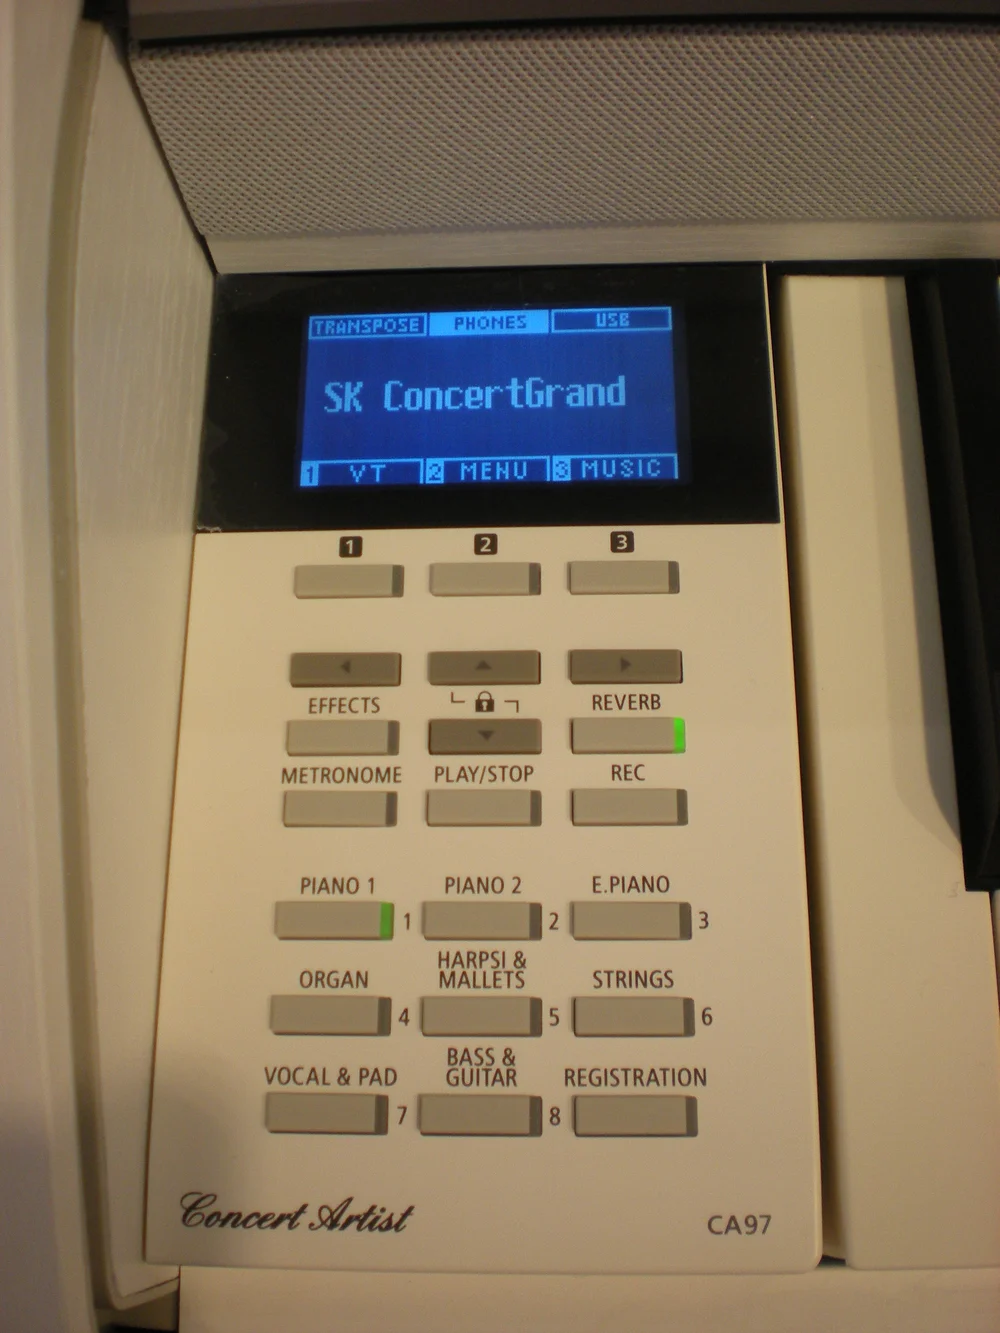 TRANSPOSE PHONES USB
SK ConcertGrand
1 VT 2 MENU 3 MUSIC
1 2 3
EFFECTS REVERB
METRONOME PLAY/STOP REC
PIANO 1 PIANO 2 E.PIANO
1 2 3
ORGAN HARPSI & MALLETS STRINGS
4 5 6
VOCAL & PAD BASS & GUITAR REGISTRATION
7 8
Concert Artist CA97